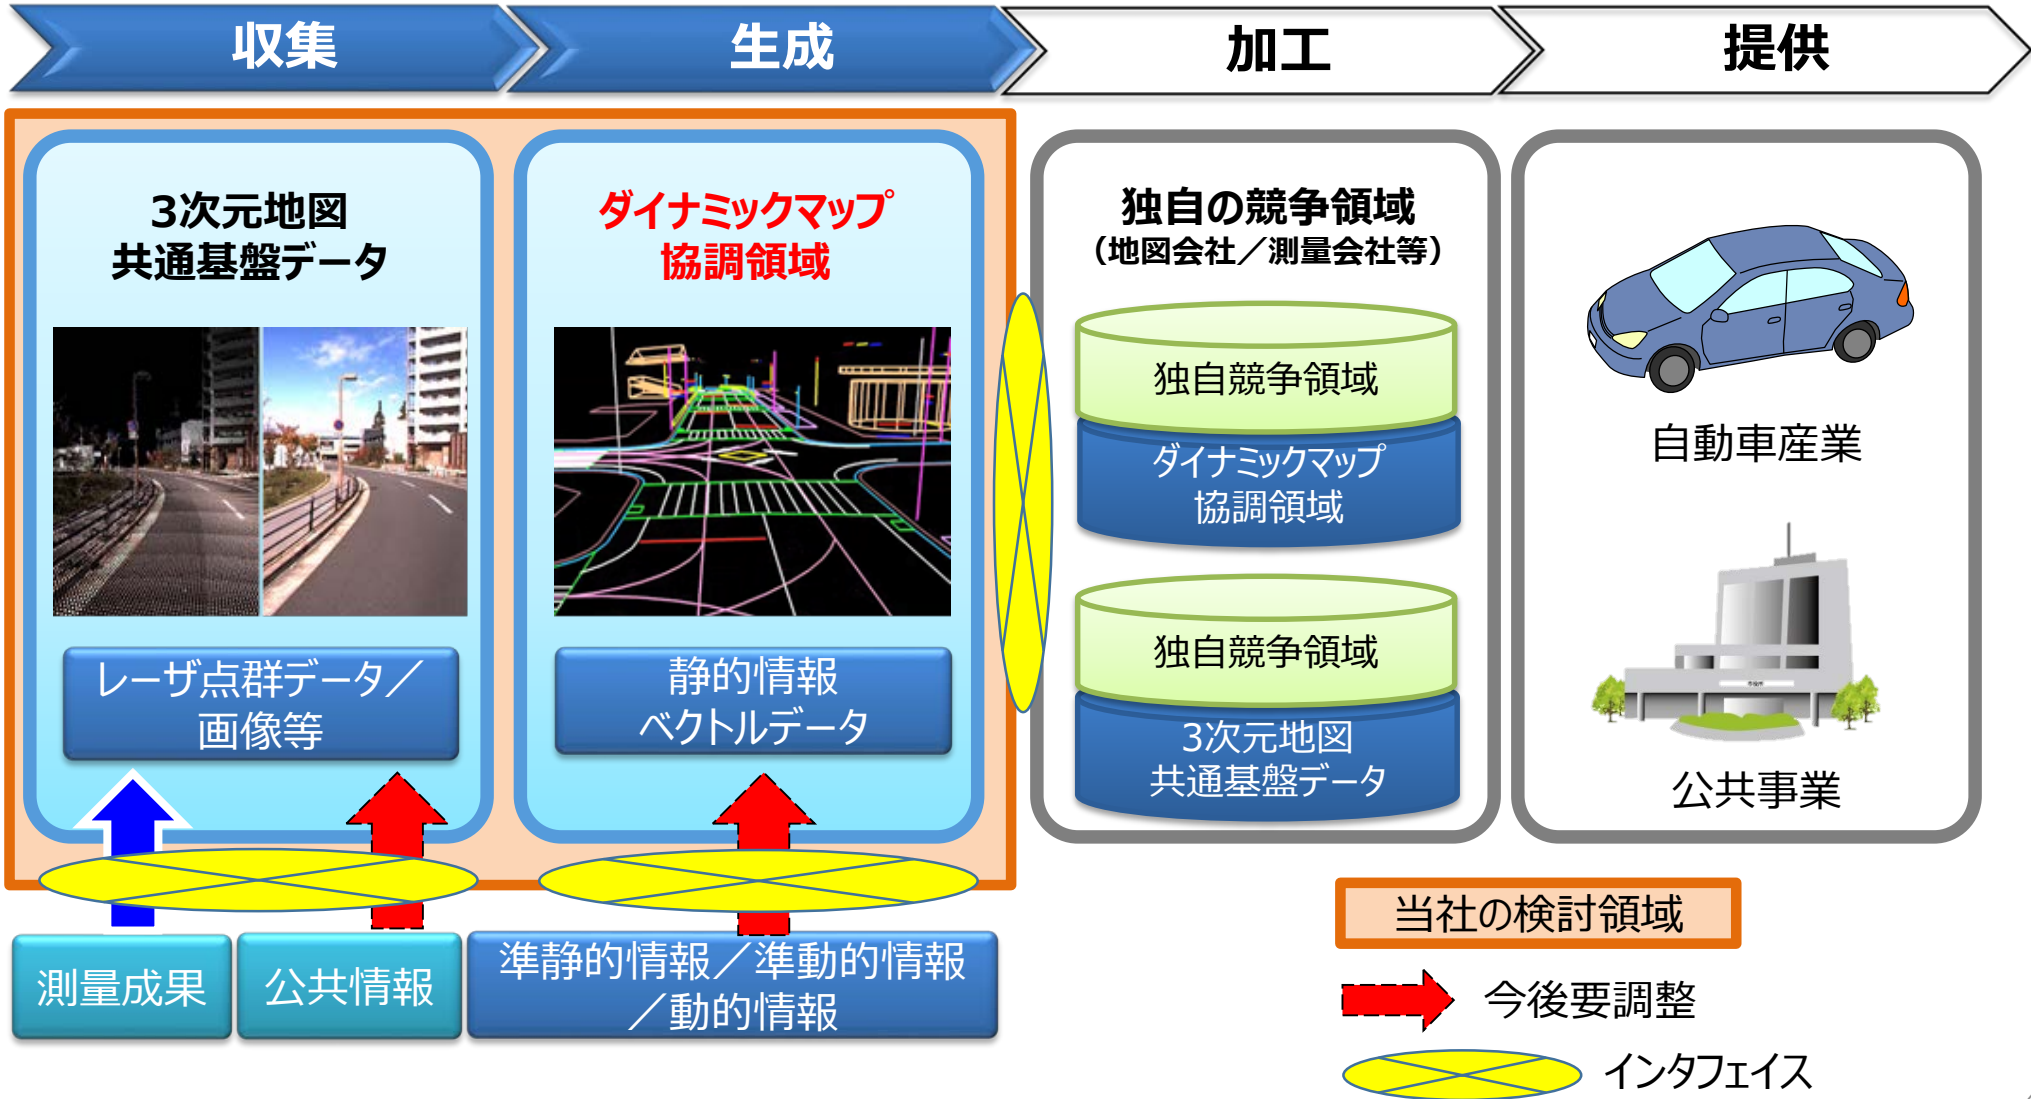 収集
生成
加工
提供
3次元地図
共通基盤データ
ダイナミックマップ
協調領域
独自の競争領域
（地図会社／測量会社等）
独自競争領域
ダイナミックマップ
協調領域
独自競争領域
3次元地図
共通基盤データ
自動車産業
市役所
公共事業
レーザ点群データ／
画像等
静的情報
ベクトルデータ
測量成果
公共情報
準静的情報／準動的情報
／動的情報
当社の検討領域
今後要調整
インタフェイス